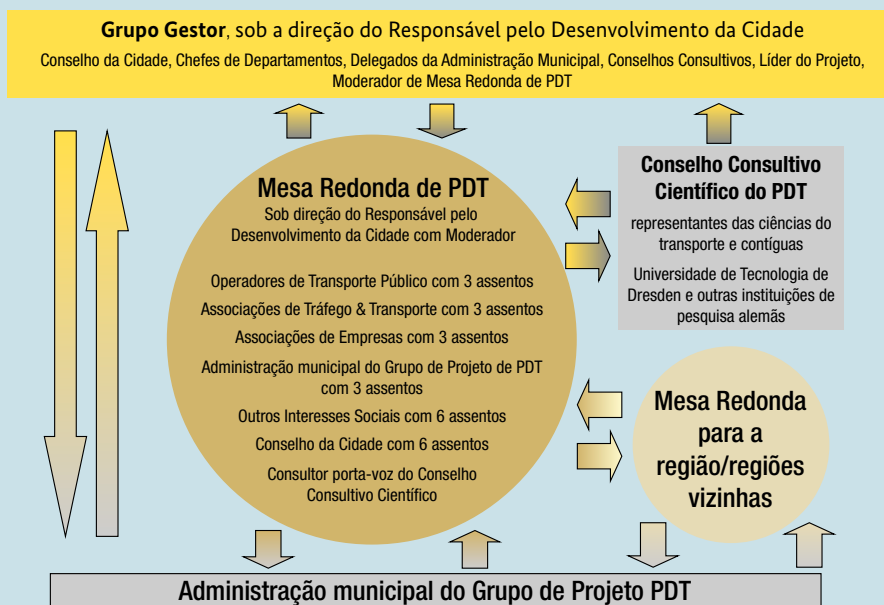 Grupo Gestor, sob a direção do Responsável pelo Desenvolvimento da Cidade
Conselho da Cidade, Chefes de Departamentos, Delegados da Administração Municipal, Conselhos Consultivos, Líder do Projeto,
Moderador de Mesa Redonda de PDT
Mesa Redonda de PDT
Sob direção do Responsável pelo
Desenvolvimento da Cidade com Moderador
Operadores de Transporte Público com 3 assentos
Associações de Tráfego & Transporte com 3 assentos
Associações de Empresas com 3 assentos
Administração municipal do Grupo de Projeto de PDT
com 3 assentos
Outros Interesses Sociais com 6 assentos
Conselho da Cidade com 6 assentos
Consultor porta-voz do Conselho
Consultivo Científico
Conselho Consultivo
Científico do PDT
representantes das ciências do
transporte e contíguas
Universidade de Tecnologia de
Dresden e outras instituições de
pesquisa alemãs
Mesa Redonda
para a
região/regiões
vizinhas
Administração municipal do Grupo de Projeto PDT